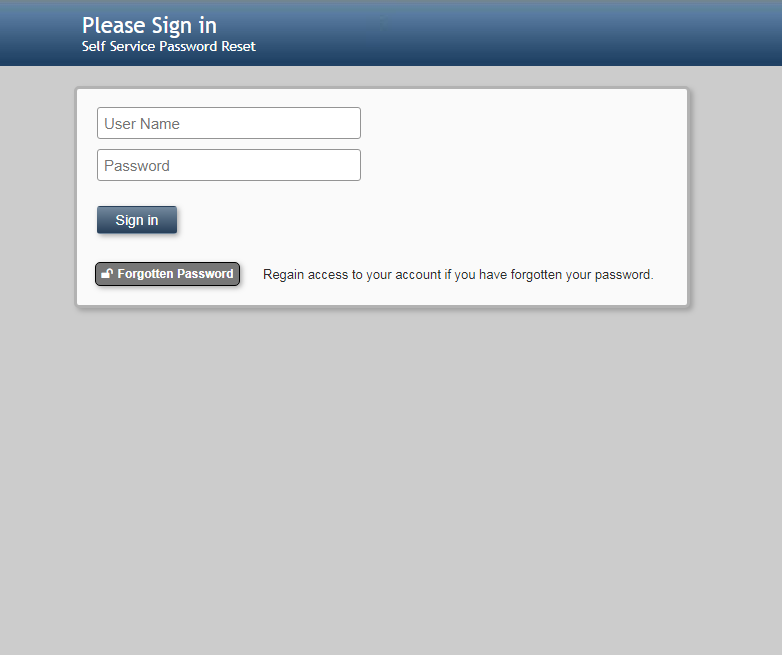 Please Sign in
Self Service Password Reset
User Name
Password
Sign in
Forgotten Password Regain access to your account if you have forgotten your password.